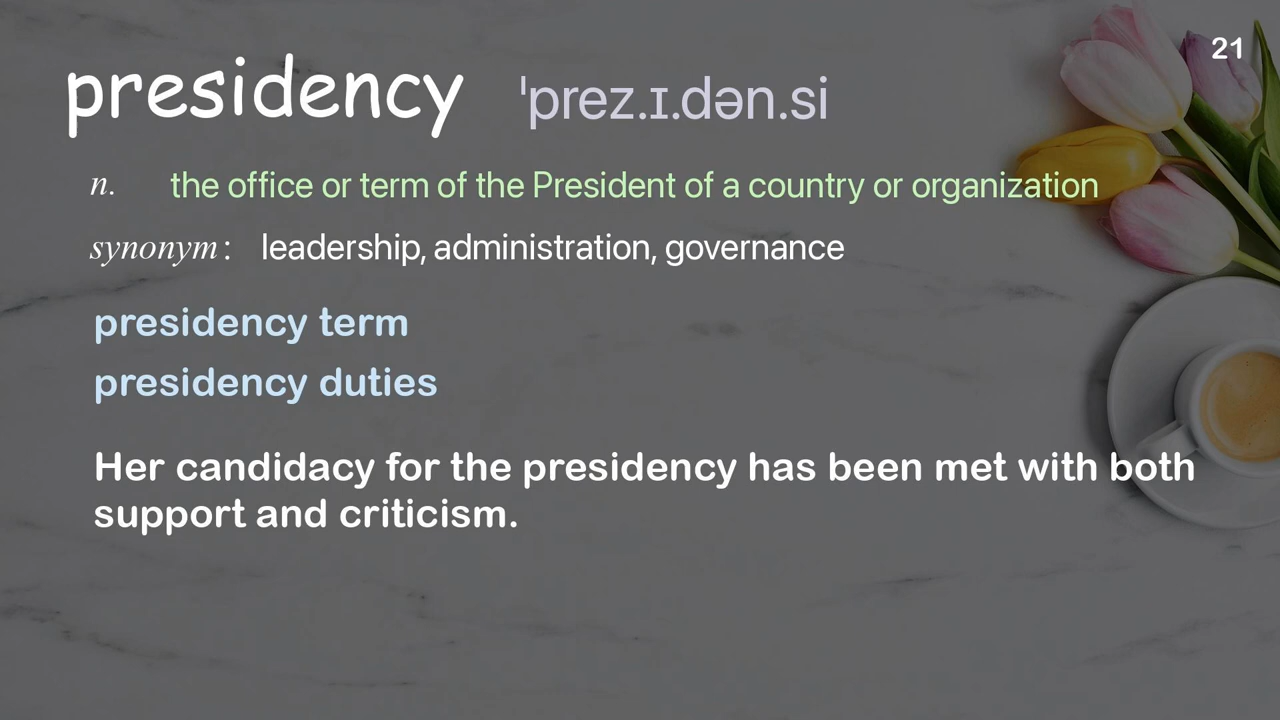 21
presidency ˈprez.ɪ.dən.si
n. the office or term of the President of a country or organization
synonym: leadership, administration, governance
presidency term
presidency duties
Her candidacy for the presidency has been met with both
support and criticism.